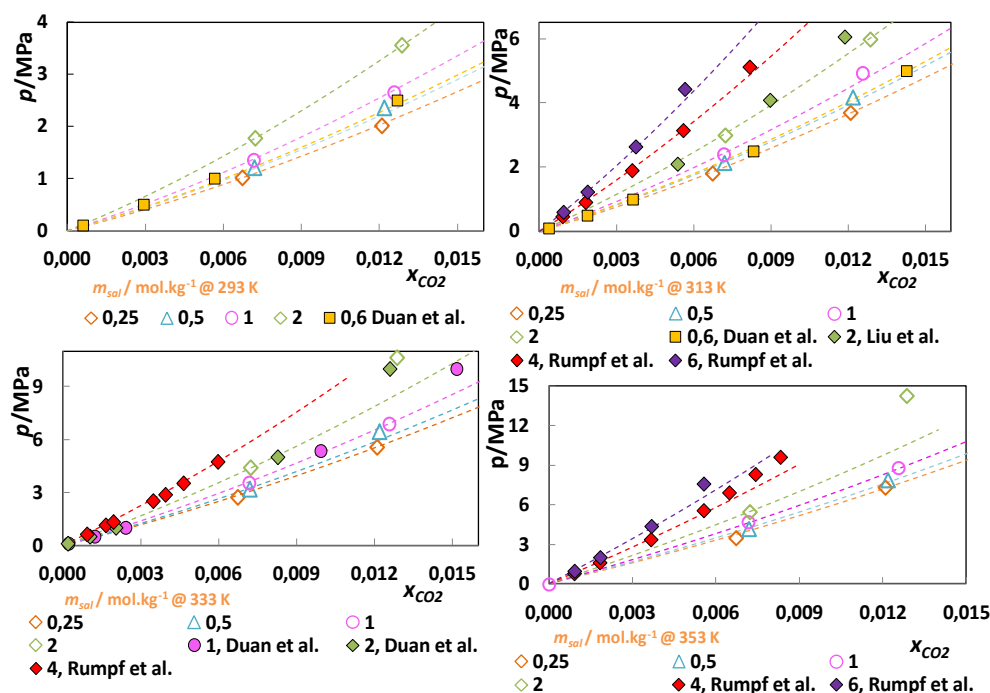 4
3
2
1
0
p/MPa
0,000 0,003 0,006 0,009 0,012 0,015
xCO2
msal / mol.kg-1 @ 293 K
0,25 0,5 1 2 0,6 Duan et al.
6
4
2
0
p/MPa
0,000 0,003 0,006 0,009 0,012 0,015
xCO2
msal / mol.kg-1 @ 313 K
0,25 0,5 1
2 0,6, Duan et al. 2, Liu et al.
4, Rumpf et al. 6, Rumpf et al.
9
6
3
0
p/MPa
0,000 0,003 0,006 0,009 0,012 0,015
xCO2
msal / mol.kg-1 @ 333 K
0,25 0,5 1
2 1, Duan et al. 2, Duan et al.
4, Rumpf et al.
15
12
9
6
3
0
p/MPa
0,000 0,003 0,006 0,009 0,012 0,015
xCO2
msal / mol.kg-1 @ 353 K
0,25 0,5 1
2 4, Rumpf et al. 6, Rumpf et al.